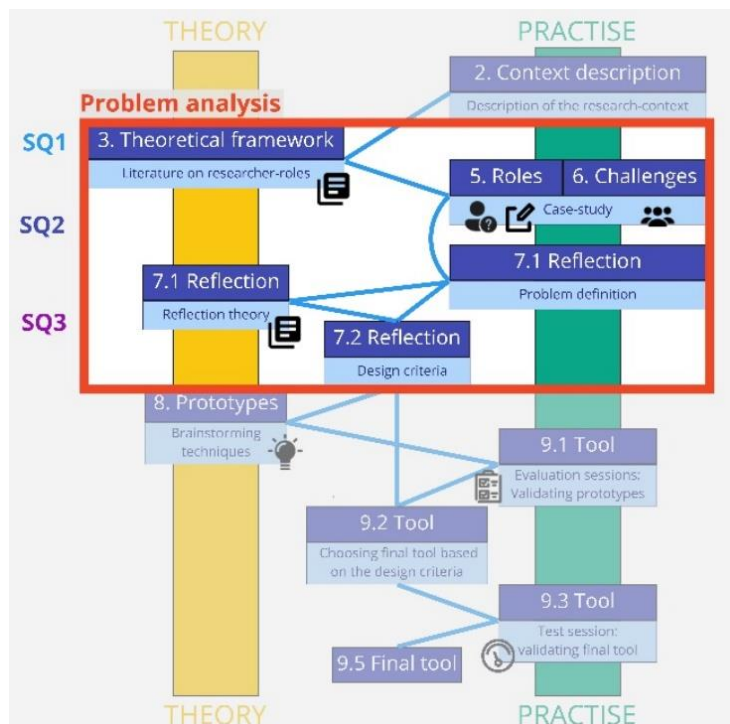 THEORY
PRACTISE
2. Context description
Description of the research-context
Problem analysis
SQ1
3. Theoretical framework
Literature on researcher-roles
5. Roles
6. Challenges
Case-study
SQ2
7.1 Reflection
Problem definition
7.1 Reflection
Reflection theory
SQ3
7.2 Reflection
Design criteria
8. Prototypes
Brainstorming
techniques
9.1 Tool
Evaluation sessions:
Validating prototypes
9.2 Tool
Choosing final tool based
on the design criteria
9.3 Tool
Test session:
validating final tool
9.5 Final tool
THEORY
PRACTISE